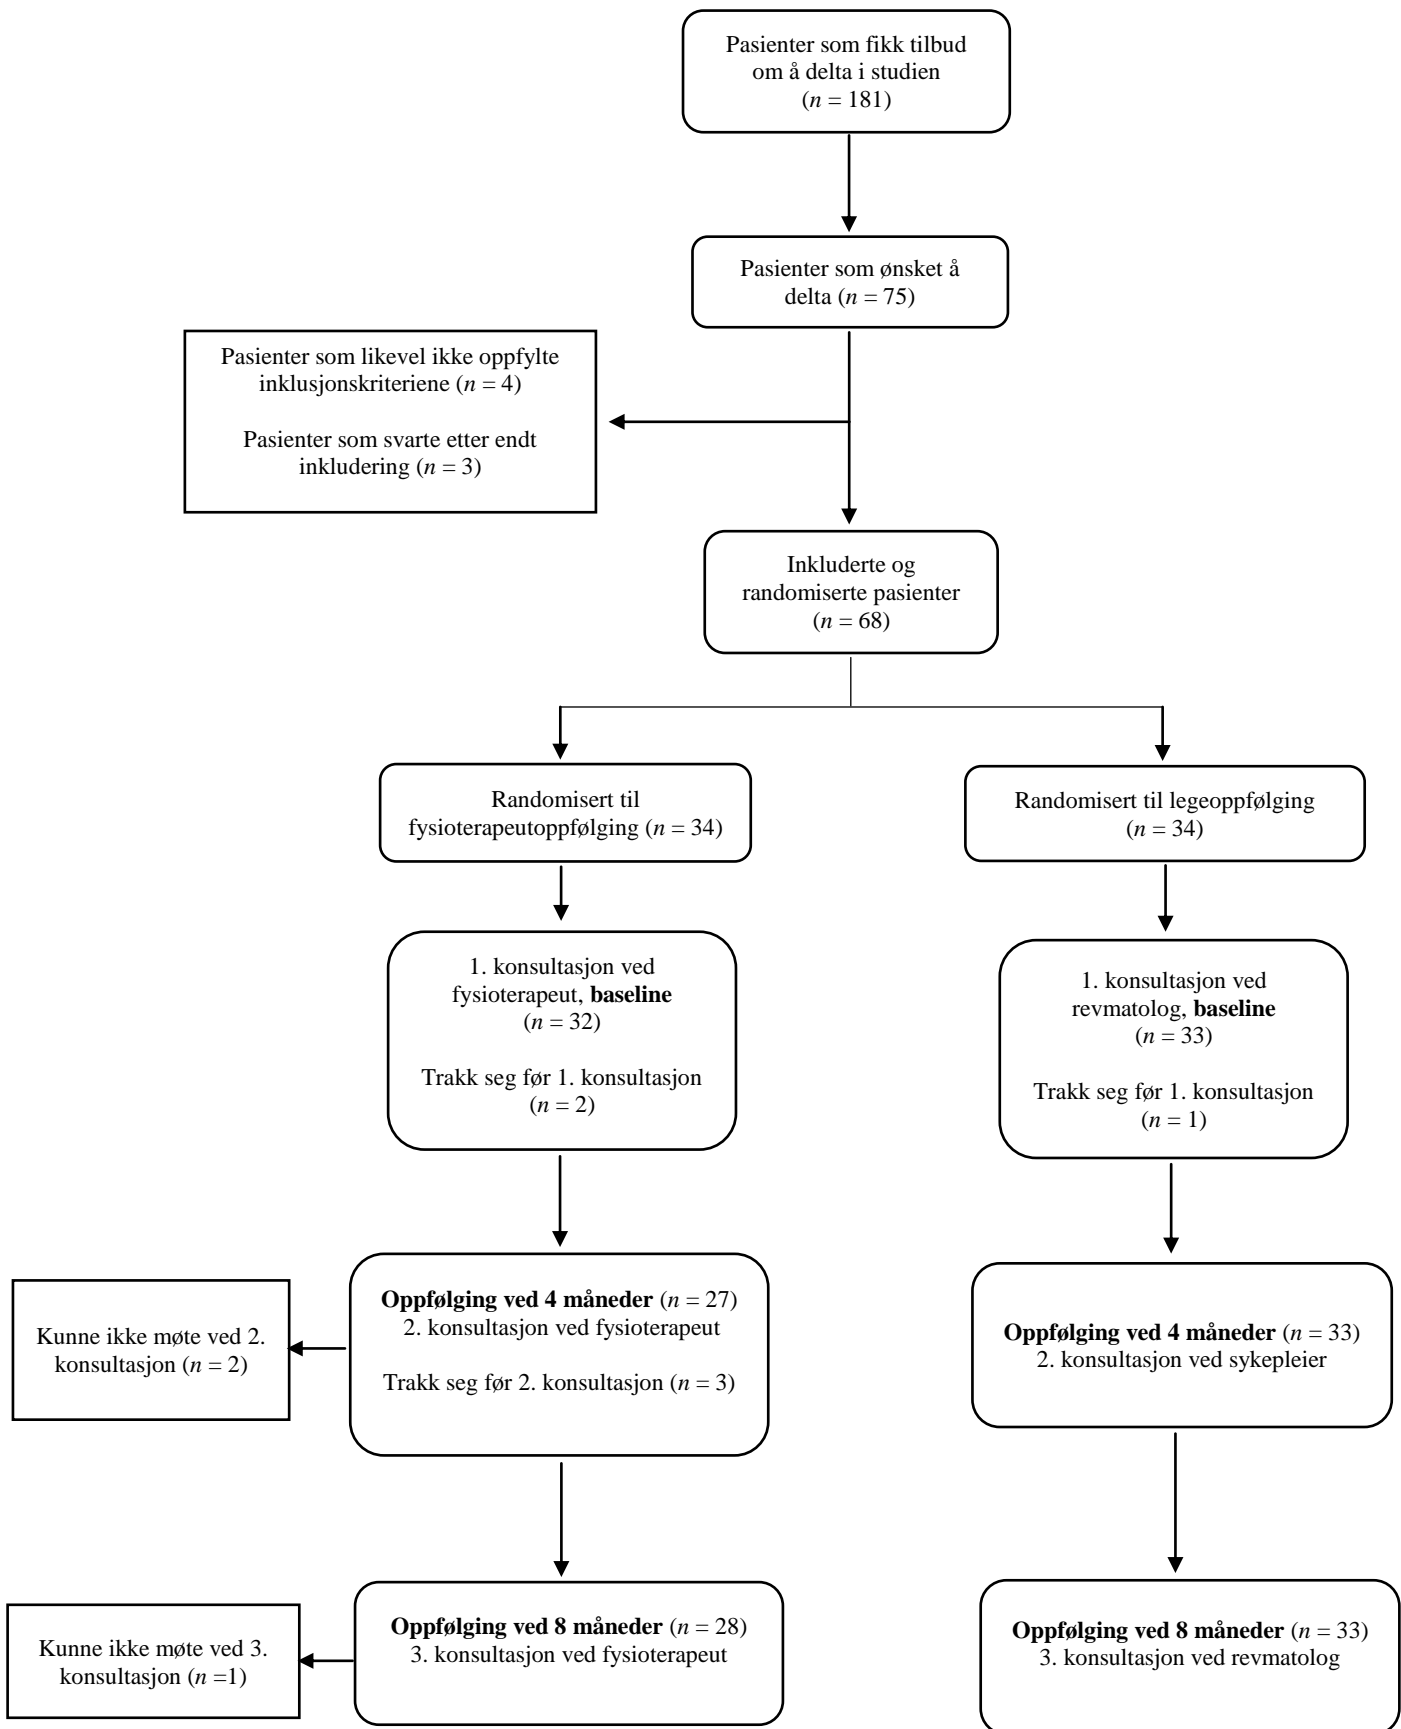 Pasienter som fikk tilbud
om å delta i studien
(n = 181)
Pasienter som ønsket å
delta (n = 75)
Pasienter som likevel ikke oppfylte
inklusjonskriteriene (n = 4)
Pasienter som svarte etter endt
inkludering (n = 3)
Inkluderte og
randomiserte pasienter
(n = 68)
Randomisert til
fysioterapeutoppfølging (n = 34)
Randomisert til legeoppfølging
(n = 34)
1. konsultasjon ved
fysioterapeut, baseline
(n = 32)
Trakk seg før 1. konsultasjon
(n = 2)
1. konsultasjon ved
revmatolog, baseline
(n = 33)
Trakk seg før 1. konsultasjon
(n = 1)
Kunne ikke møte ved 2.
konsultasjon (n = 2)
Oppfølging ved 4 måneder (n = 27)
2. konsultasjon ved fysioterapeut
Trakk seg før 2. konsultasjon (n = 3)
Oppfølging ved 4 måneder (n = 33)
2. konsultasjon ved sykepleier
Kunne ikke møte ved 3.
konsultasjon (n =1)
Oppfølging ved 8 måneder (n = 28)
3. konsultasjon ved fysioterapeut
Oppfølging ved 8 måneder (n = 33)
3. konsultasjon ved revmatolog